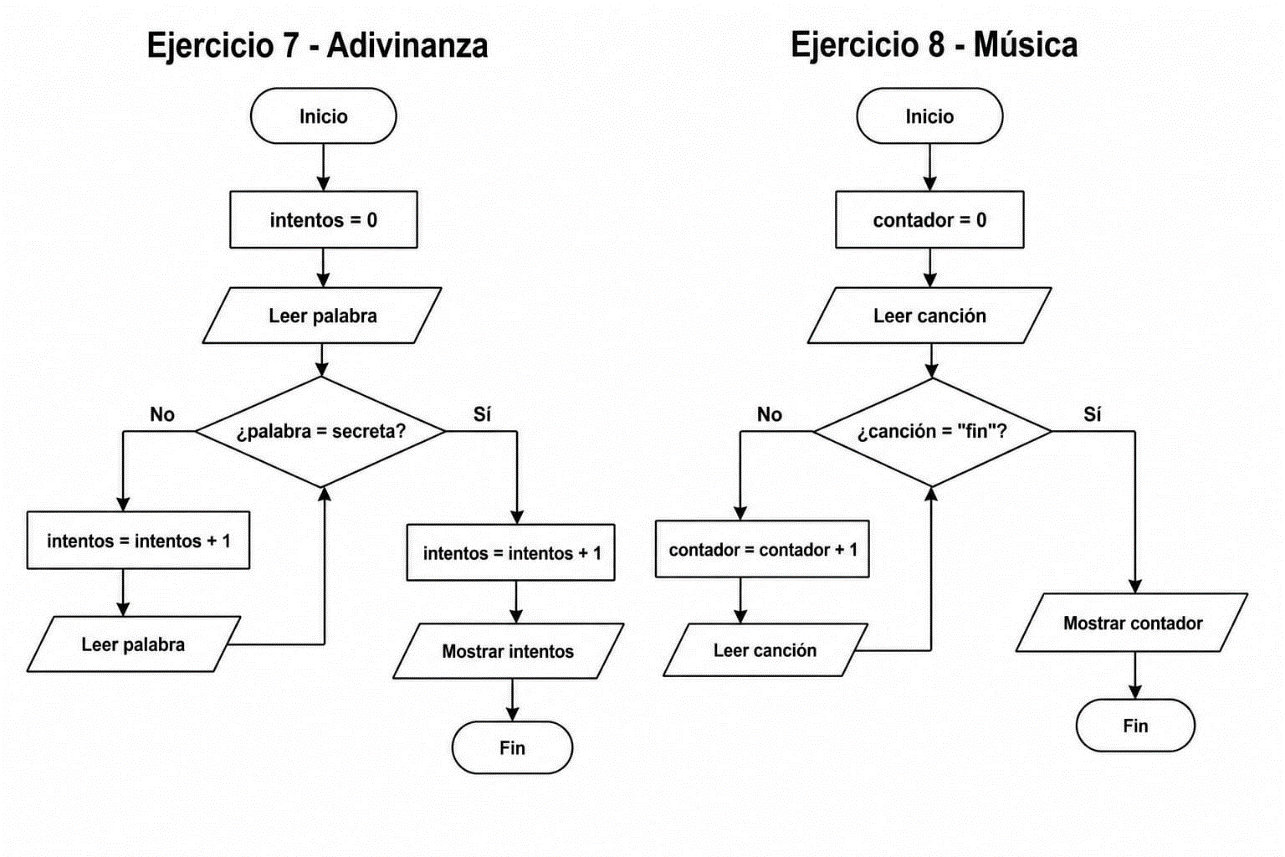 Ejercicio 7 - Adivinanza
Inicio
intentos = 0
Leer palabra
¿palabra = secreta?
No
Sí
intentos = intentos + 1
Leer palabra
intentos = intentos + 1
Mostrar intentos
Fin
Ejercicio 8 - Música
Inicio
contador = 0
Leer canción
¿canción = "fin"?
No
Sí
contador = contador + 1
Leer canción
Mostrar contador
Fin